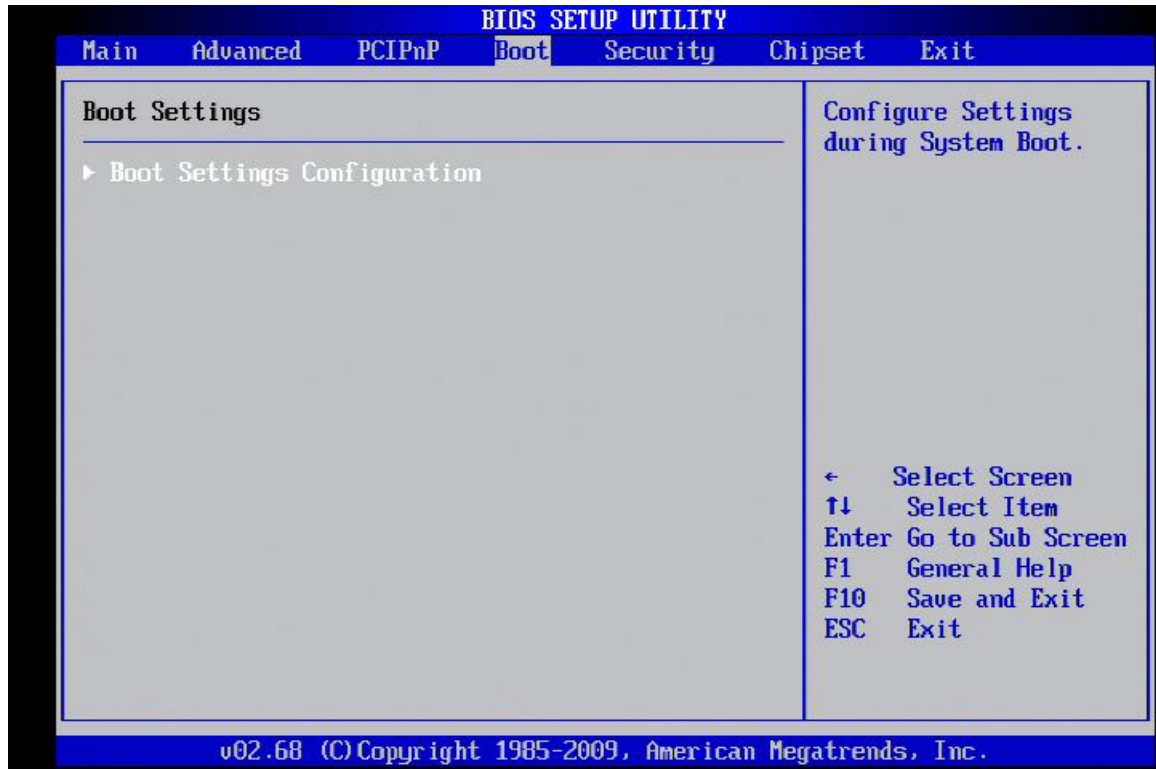 BIOS SETUP UTILITY
Main Advanced PCIPnP Boot Security Chipset Exit
Boot Settings
▶ Boot Settings Configuration
Configure Settings
during System Boot.
← Select Screen
↑↓ Select Item
Enter Go to Sub Screen
F1 General Help
F10 Save and Exit
ESC Exit
v02.68 (C)Copyright 1985-2009, American Megatrends, Inc.